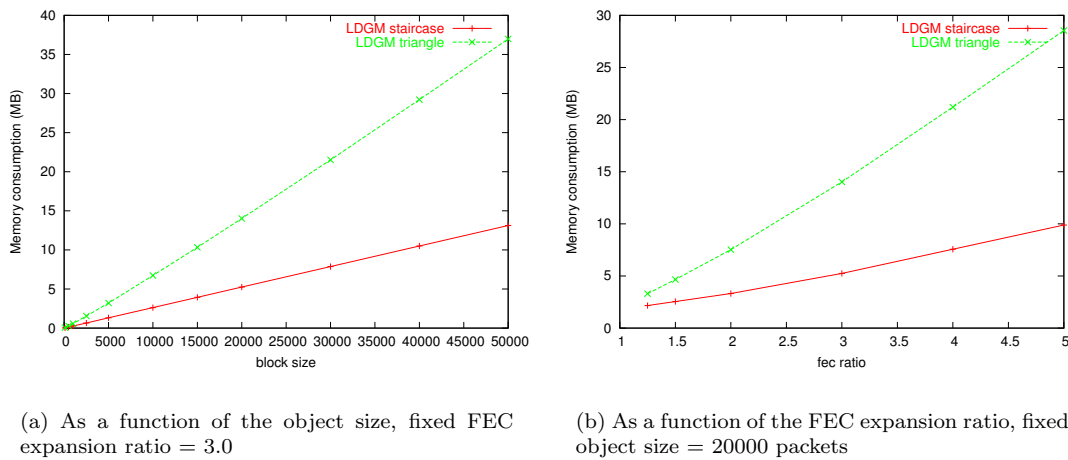 40
35
30
25
20
15
10
5
0
Memory consumption (MB)
LDGM staircase
LDGM triangle
0 5000 10000 15000 20000 25000 30000 35000 40000 45000 50000
block size
(a) As a function of the object size, fixed FEC
expansion ratio = 3.0
30
25
20
15
10
5
0
Memory consumption (MB)
LDGM staircase
LDGM triangle
1 1.5 2 2.5 3 3.5 4 4.5 5
fec ratio
(b) As a function of the FEC expansion ratio, fixed
object size = 20000 packets